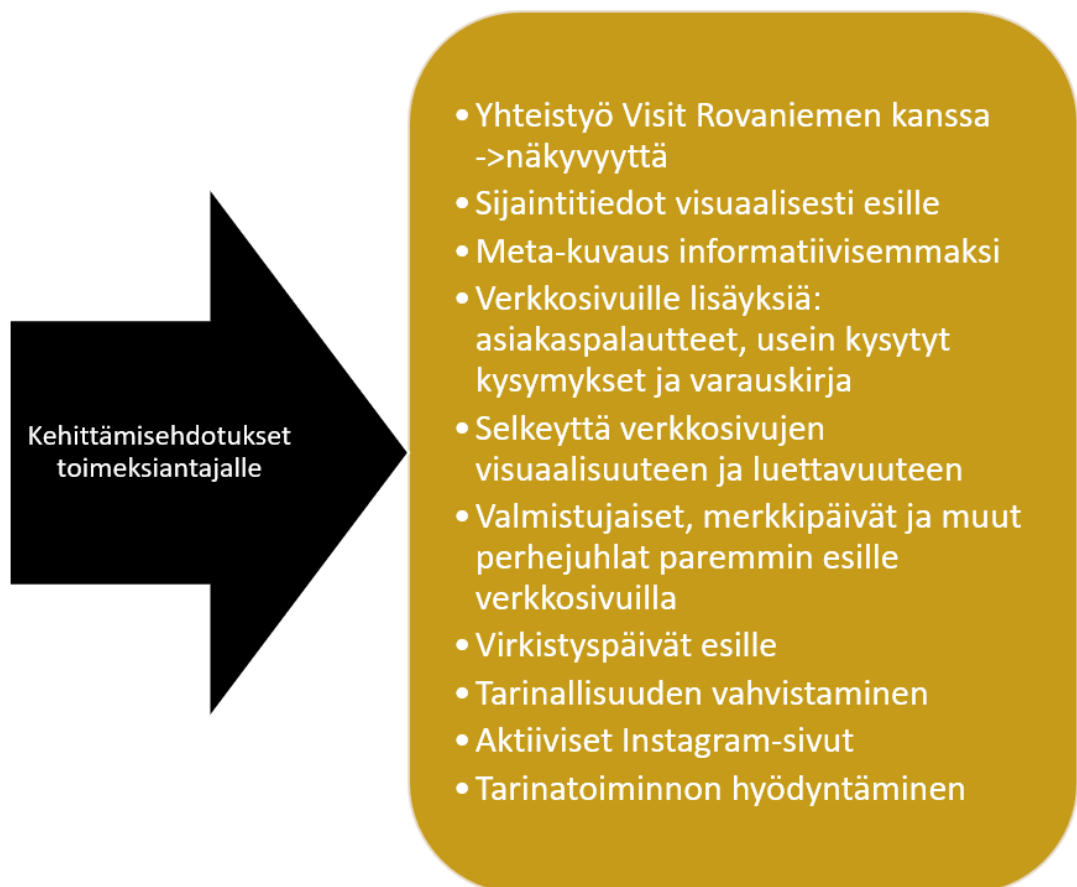 Kehittämisehdotukset
toimeksiantajalle
•Yhteistyö Visit Rovaniemen kanssa
->näkyvyyttä
•Sijaintitiedot visuaalisesti esille
•Meta-kuvaus informatiivisemmaksi
•Verkkosivuille lisäyksiä:
asiakaspalautteet, usein kysytyt
kysymykset ja varauskirja
•Selkeyttä verkkosivujen
visuaalisuuteen ja luettavuuteen
•Valmistujaiset, merkkipäivät ja muut
perhejuhlat paremmin esille
verkkosivuilla
•Virkistyspäivät esille
•Tarinallisuuden vahvistaminen
•Aktiiviset Instagram-sivut
•Tarinatoiminnon hyödyntäminen